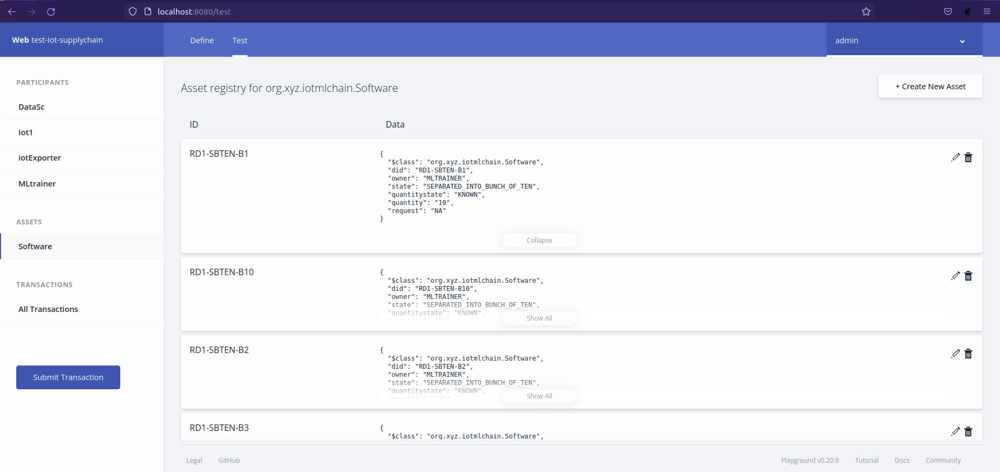 localhost:8080/test
Web test-iot-supplychain
Define
Test
admin
PARTICIPANTS
DataSc
Iot1
iotExporter
MLtrainer
ASSETS
Software
TRANSACTIONS
All Transactions
Submit Transaction
Asset registry for org.xyz.iotmlchain.Software
+ Create New Asset
ID
Data
RD1-SBTEN-B1
{
"$class": "org.xyz.iotmlchain.Software",
"did": "RD1-SBTEN-B1",
"owner": "MLTRAINER",
"state": "SEPARATED_INTO_BUNCH_OF_TEN",
"quantitystate": "KNOWN",
"quantity": "10",
"request": "NA"
}
Collapse
RD1-SBTEN-B10
{
"$class": "org.xyz.iotmlchain.Software",
"did": "RD1-SBTEN-B10",
"owner": "MLTRAINER",
"state": "SEPARATED_INTO_BUNCH_OF_TEN",
"quantitystate": "KNOWN",
"quantity": "10"
Show All
RD1-SBTEN-B2
{
"$class": "org.xyz.iotmlchain.Software",
"did": "RD1-SBTEN-B2",
"owner": "MLTRAINER",
"state": "SEPARATED_INTO_BUNCH_OF_TEN",
"quantitystate": "KNOWN",
"quantity": "10"
Show All
RD1-SBTEN-B3
{
"$class": "org.xyz.iotmlchain.Software",
Legal
GitHub
Playground v0.20.9
Tutorial
Docs
Community